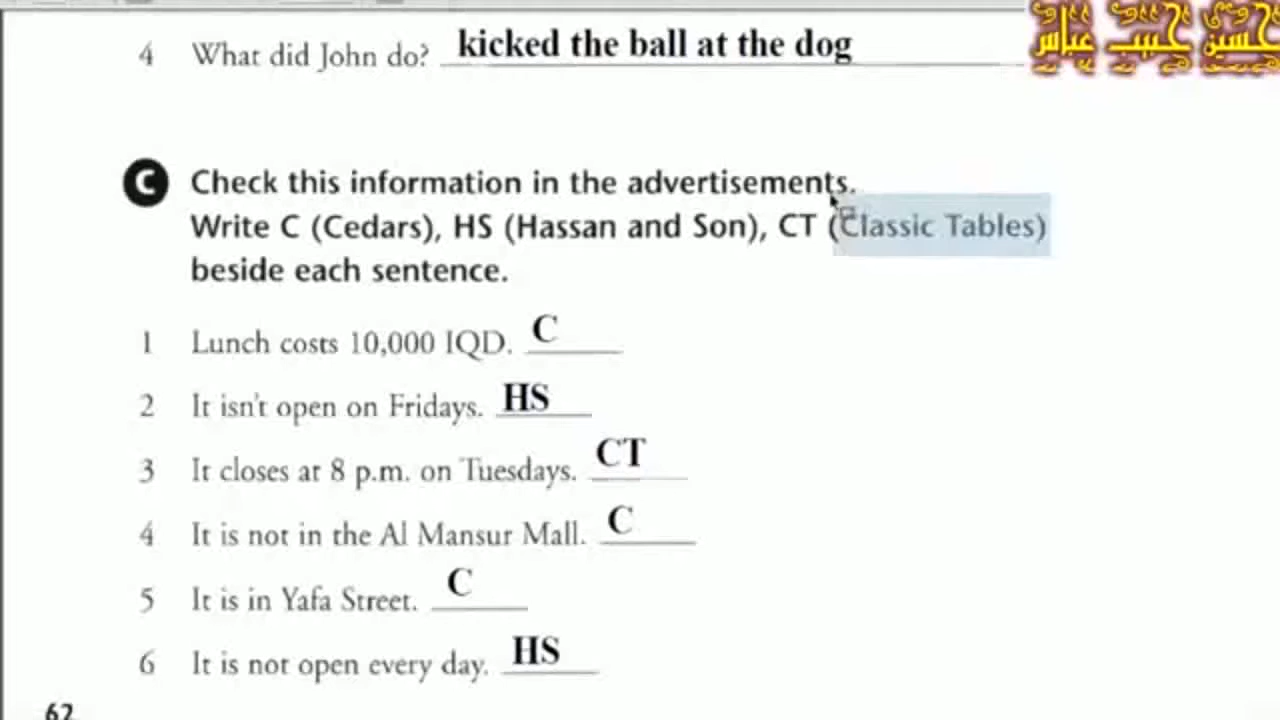 حسين حبيب عباس
4 What did John do? kicked the ball at the dog
C Check this information in the advertisements.
Write C (Cedars), HS (Hassan and Son), CT (Classic Tables)
beside each sentence.
1 Lunch costs 10,000 IQD. C
2 It isn't open on Fridays. HS
3 It closes at 8 p.m. on Tuesdays. CT
4 It is not in the Al Mansur Mall. C
5 It is in Yafa Street. C
6 It is not open every day. HS
62